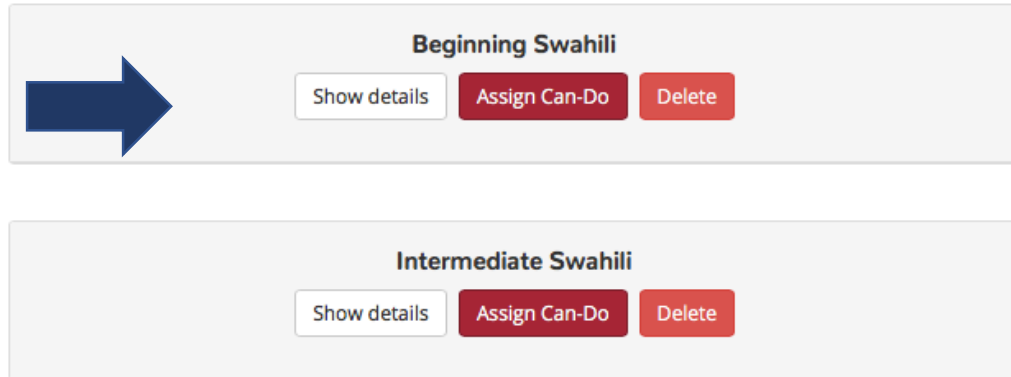 Beginning Swahili
Show details Assign Can-Do Delete
Intermediate Swahili
Show details Assign Can-Do Delete